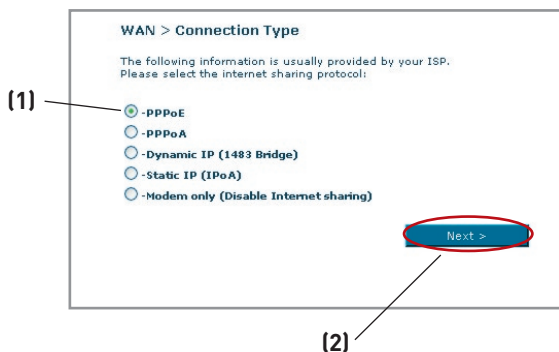 WAN > Connection Type
The following information is usually provided by your ISP.
Please select the internet sharing protocol:
(1)
-PPPoE
-PPPoA
-Dynamic IP (1483 Bridge)
-Static IP (IPoA)
-Modem only (Disable Internet sharing)
Next >
(2)